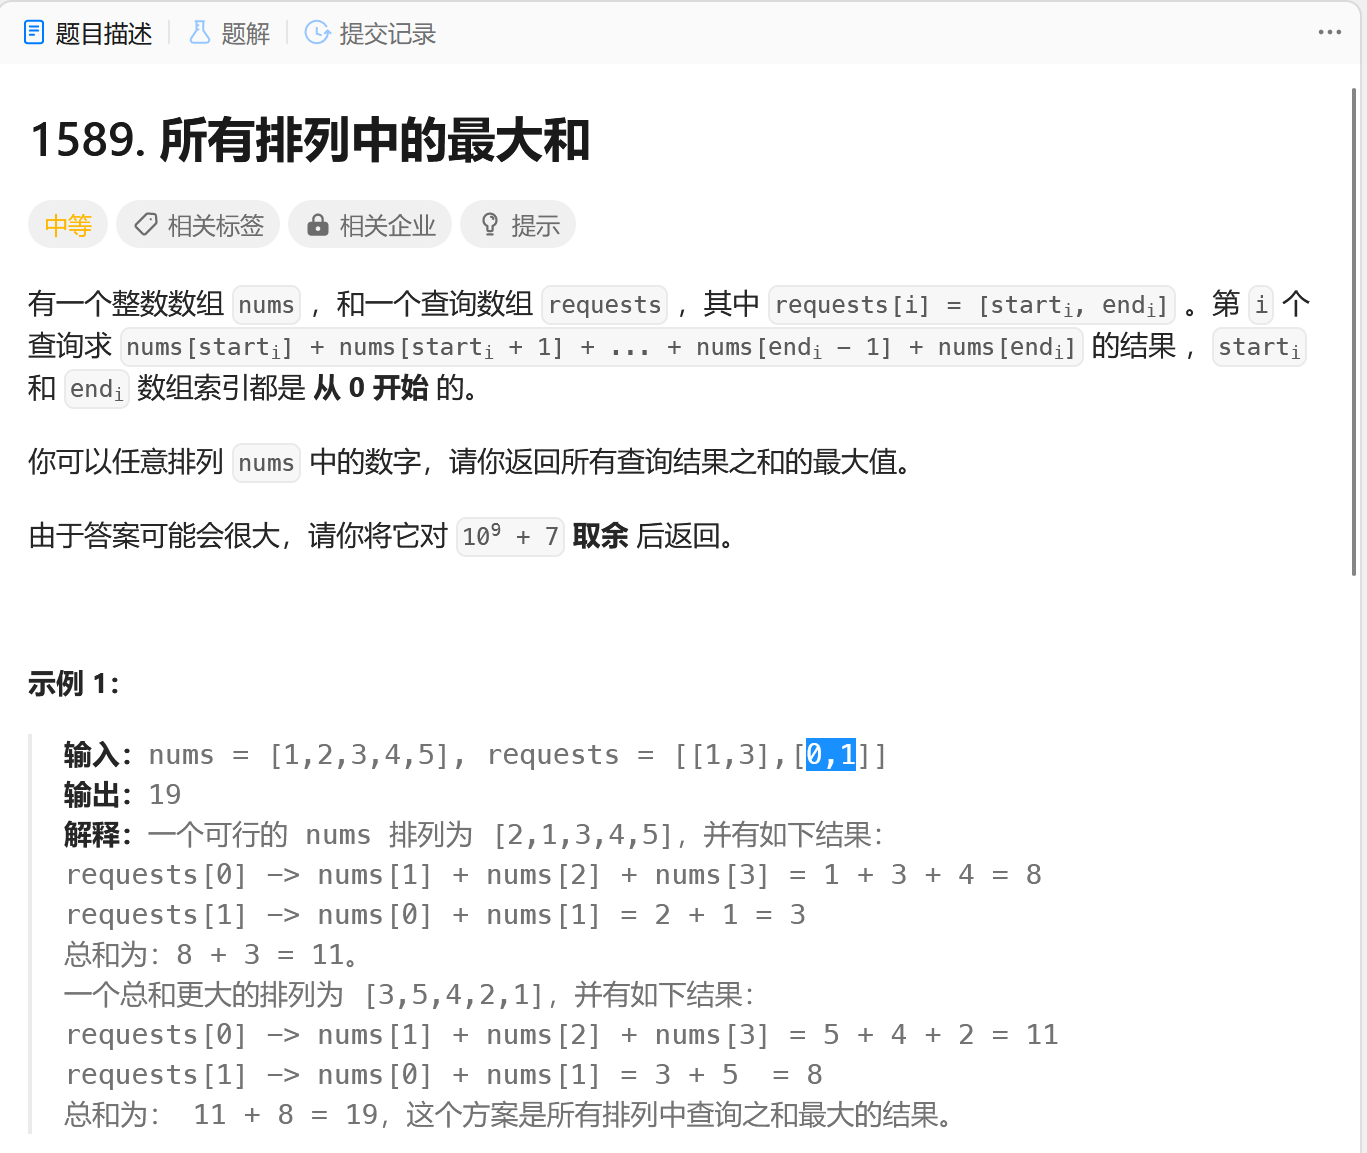 题目描述 题解 提交记录
1589. 所有排列中的最大和
中等 相关标签 相关企业 提示
有一个整数数组 nums ，和一个查询数组 requests ，其中 requests[i] = [starti, endi] 。第 i 个
查询求 nums[starti] + nums[starti + 1] + ... + nums[endi - 1] + nums[endi] 的结果 ，starti
和 endi 数组索引都是 从 0 开始 的。
你可以任意排列 nums 中的数字，请你返回所有查询结果之和的最大值。
由于答案可能会很大，请你将它对 10⁹ + 7 取余 后返回。
示例 1：
输入：nums = [1,2,3,4,5], requests = [[1,3],[0,1]]
输出：19
解释：一个可行的 nums 排列为 [2,1,3,4,5]，并有如下结果：
requests[0] -> nums[1] + nums[2] + nums[3] = 1 + 3 + 4 = 8
requests[1] -> nums[0] + nums[1] = 2 + 1 = 3
总和为：8 + 3 = 11。
一个总和更大的排列为 [3,5,4,2,1]，并有如下结果：
requests[0] -> nums[1] + nums[2] + nums[3] = 5 + 4 + 2 = 11
requests[1] -> nums[0] + nums[1] = 3 + 5  = 8
总和为： 11 + 8 = 19，这个方案是所有排列中查询之和最大的结果。